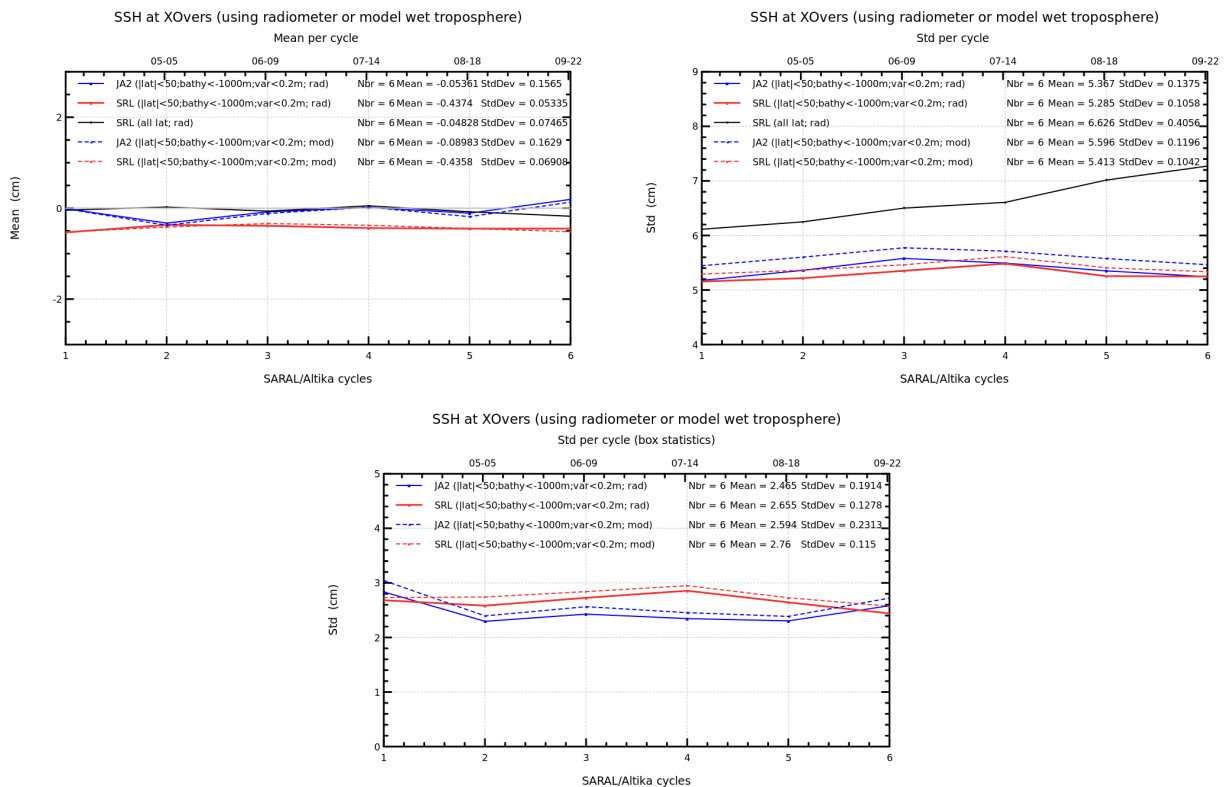 SSH at XOvers (using radiometer or model wet troposphere)
Mean per cycle
05-05 06-09 07-14 08-18 09-22
JA2 (|lat|<50;bathy<-1000m;var<0.2m; rad) Nbr = 6 Mean = -0.05361 StdDev = 0.1565
SRL (|lat|<50;bathy<-1000m;var<0.2m; rad) Nbr = 6 Mean = -0.4374 StdDev = 0.05335
SRL (all lat; rad) Nbr = 6 Mean = -0.04828 StdDev = 0.07465
JA2 (|lat|<50;bathy<-1000m;var<0.2m; mod) Nbr = 6 Mean = -0.08983 StdDev = 0.1629
SRL (|lat|<50;bathy<-1000m;var<0.2m; mod) Nbr = 6 Mean = -0.4358 StdDev = 0.06908
2
0
-2
Mean (cm)
1 2 3 4 5 6
SARAL/Altika cycles
SSH at XOvers (using radiometer or model wet troposphere)
Std per cycle
05-05 06-09 07-14 08-18 09-22
JA2 (|lat|<50;bathy<-1000m;var<0.2m; rad) Nbr = 6 Mean = 5.367 StdDev = 0.1375
SRL (|lat|<50;bathy<-1000m;var<0.2m; rad) Nbr = 6 Mean = 5.285 StdDev = 0.1058
SRL (all lat; rad) Nbr = 6 Mean = 6.626 StdDev = 0.4056
JA2 (|lat|<50;bathy<-1000m;var<0.2m; mod) Nbr = 6 Mean = 5.596 StdDev = 0.1196
SRL (|lat|<50;bathy<-1000m;var<0.2m; mod) Nbr = 6 Mean = 5.413 StdDev = 0.1042
9
8
7
6
5
4
Std (cm)
1 2 3 4 5 6
SARAL/Altika cycles
SSH at XOvers (using radiometer or model wet troposphere)
Std per cycle (box statistics)
05-05 06-09 07-14 08-18 09-22
JA2 (|lat|<50;bathy<-1000m;var<0.2m; rad) Nbr = 6 Mean = 2.465 StdDev = 0.1914
SRL (|lat|<50;bathy<-1000m;var<0.2m; rad) Nbr = 6 Mean = 2.655 StdDev = 0.1278
JA2 (|lat|<50;bathy<-1000m;var<0.2m; mod) Nbr = 6 Mean = 2.594 StdDev = 0.2313
SRL (|lat|<50;bathy<-1000m;var<0.2m; mod) Nbr = 6 Mean = 2.76 StdDev = 0.115
5
4
3
2
1
0
Std (cm)
1 2 3 4 5 6
SARAL/Altika cycles